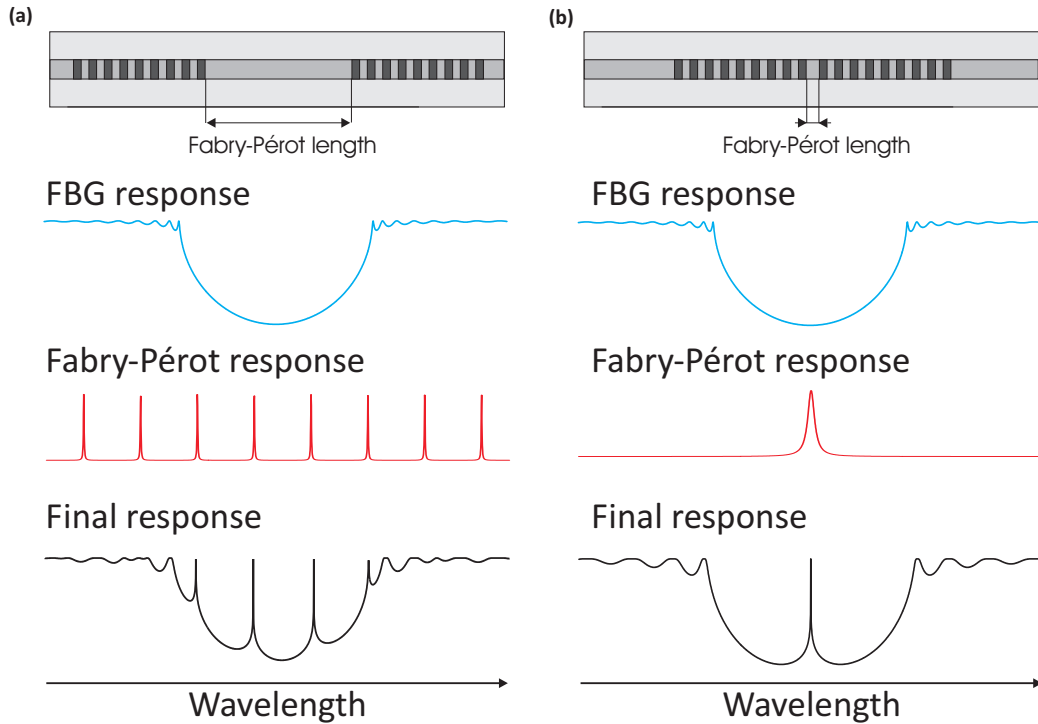 (a)
Fabry-Pérot length
FBG response
Fabry-Pérot response
Final response
Wavelength
(b)
Fabry-Pérot length
FBG response
Fabry-Pérot response
Final response
Wavelength